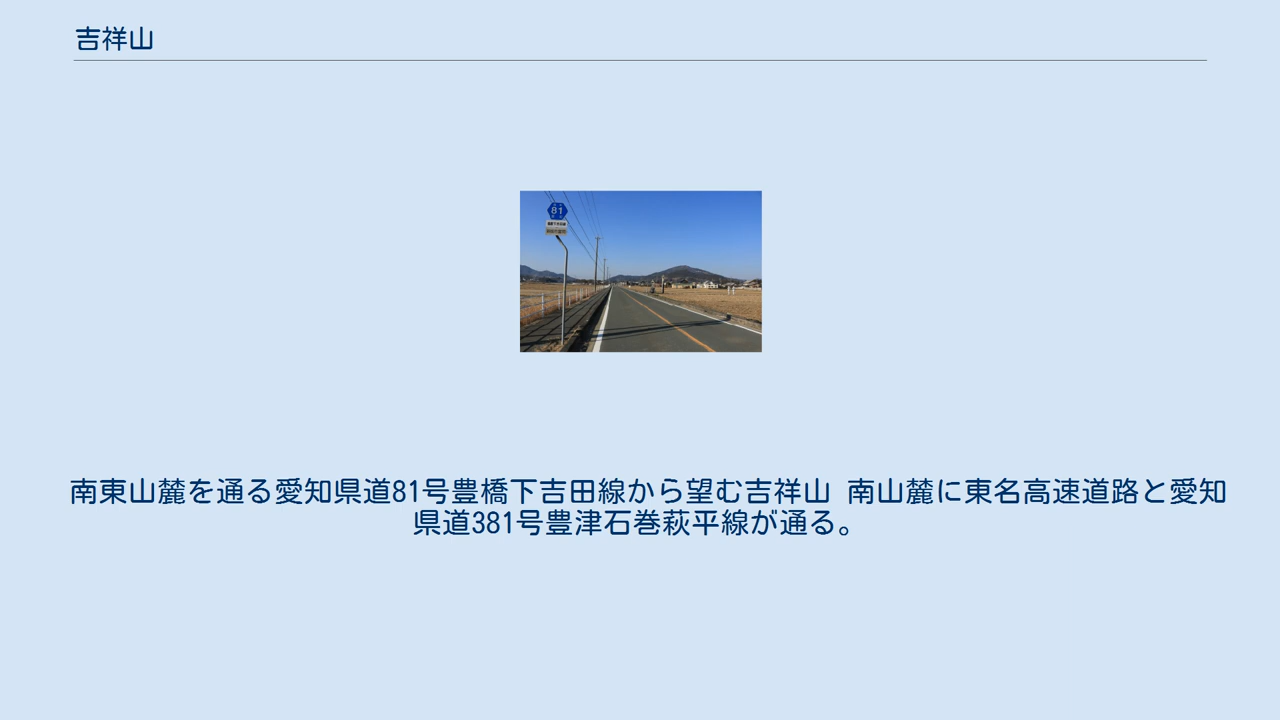 吉祥山
81
南東山麓を通る愛知県道81号豊橋下吉田線から望む吉祥山 南山麓に東名高速道路と愛知
県道381号豊津石巻萩平線が通る。